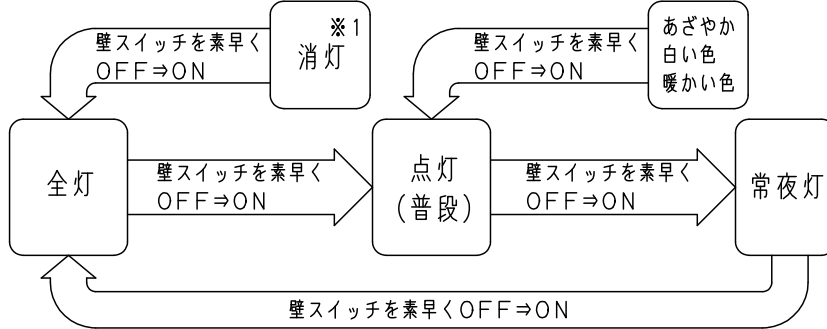 ※1
消灯
壁スイッチを素早く
OFF⇒ON
壁スイッチを素早く
OFF⇒ON
あざやか
白い色
暖かい色
全灯
壁スイッチを素早く
OFF⇒ON
点灯
(普段)
壁スイッチを素早く
OFF⇒ON
常夜灯
壁スイッチを素早くOFF⇒ON